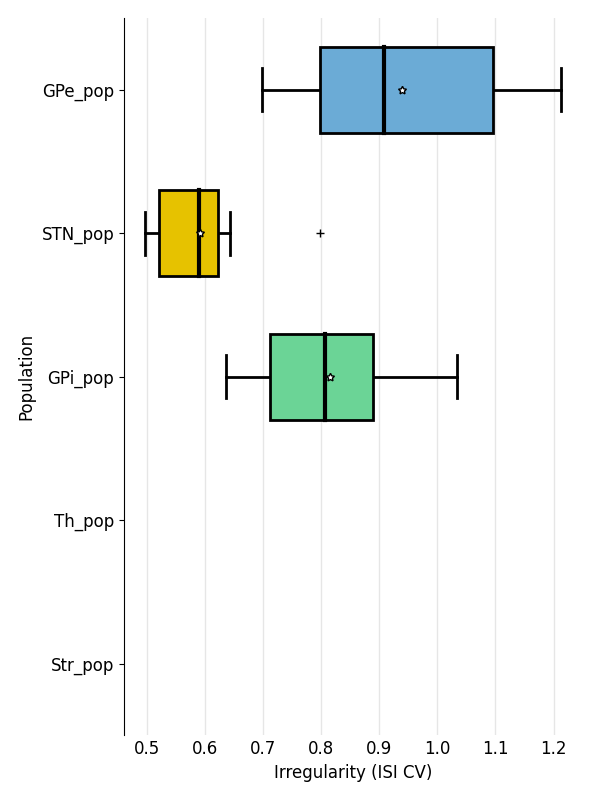 GPe_pop
STN_pop
GPi_pop
Th_pop
Str_pop
Population
0.5 0.6 0.7 0.8 0.9 1.0 1.1 1.2
Irregularity (ISI CV)